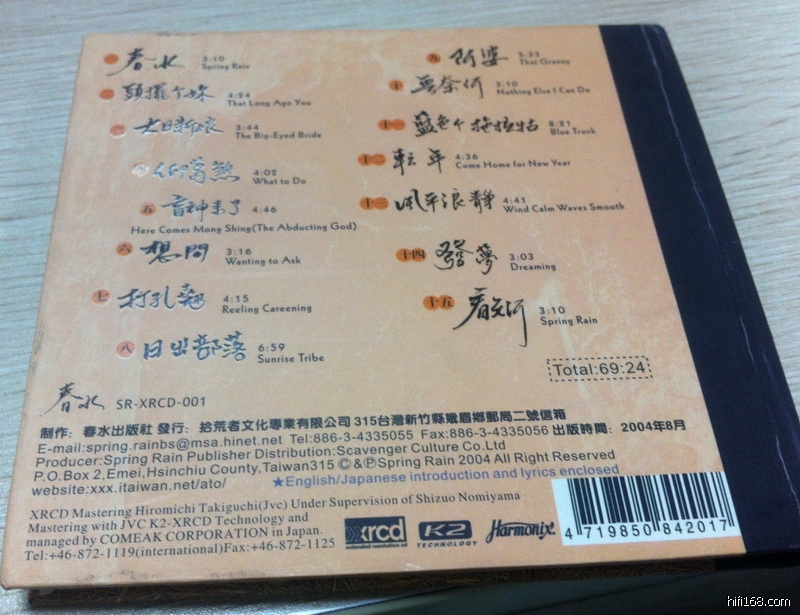 春水 3:10
Spring Rain
頭擺个妹 4:24
That Long Ago You
3:44
The Big-Eyed Bride
仰著煞 4:02
What to Do
五 盲神來了 4:46
Here Comes Mong Shing(The Abducting God)
六 想問 3:16
Wanting to Ask
七 打孔翹 4:15
Reeling Careening
八 日出部落 6:59
Sunrise Tribe
九 阿婆 5:35
That Granny
十 無奈何 3:10
Nothing Else I Can Do
十一 藍色个拖拉牯 8:21
Blue Truck
十二 轉年 4:36
Come Home for New Year
十三 風平浪靜 4:41
Wind Calm Waves Smooth
十四 發夢 3:03
Dreaming
十五 3:10
Spring Rain
Total:69:24
春水 SR-XRCD-001
制作: 春水出版社 發行: 拾荒者文化專業有限公司 315台灣新竹縣峨眉鄉郵局二號信箱
E-mail:spring.rainbs@msa.hinet.net Tel:886-3-4335055 Fax:886-3-4335056 出版時間: 2004年8月
Producer:Spring Rain Publisher Distribution:Scavenger Culture Co.Ltd
P.O.Box 2, Emei,Hsinchiu County,Taiwan315 ©&℗Spring Rain 2004 All Right Reserved
website:xxx.itaiwan.net/ato/ ★English/Japanese introduction and lyrics enclosed
XRCD Mastering Hiromichi Takiguchi(Jvc) Under Supervision of Shizuo Nomiyama
Mastering with JVC K2-XRCD Technology and
managed by COMEAK CORPORATION in Japan.
Tel:+46-872-1119(international)Fax:+46-872-1125
xrcd
extended resolution cd
K2
TECHNOLOGY
Harmonix
4 719850 842017
hifi168.com